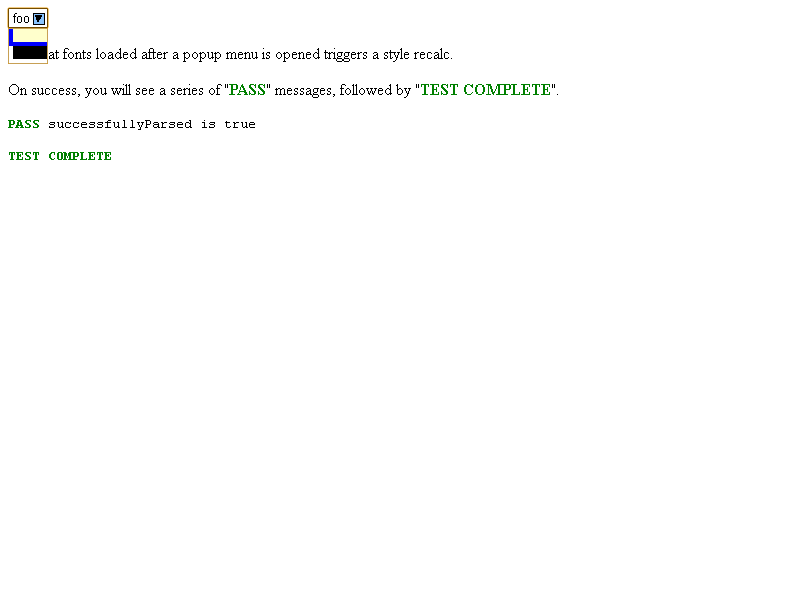 foo
at fonts loaded after a popup menu is opened triggers a style recalc.
On success, you will see a series of "PASS" messages, followed by "TEST COMPLETE".
PASS successfullyParsed is true
TEST COMPLETE